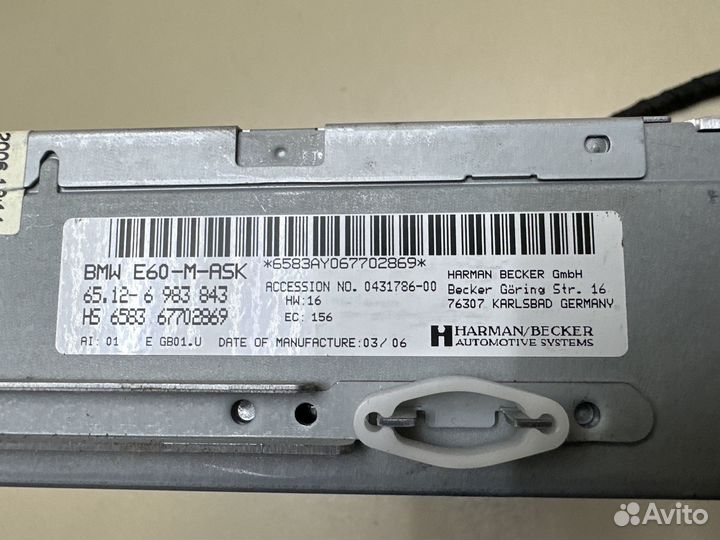 *6583AY067702869*
BMW E60-M-ASK
65.12-6 983 843
HS 6583 67702869
AI: 01 E GB01.U DATE OF MANUFACTURE:03/06
ACCESSION NO. 0431786-00
HW:16
EC: 156
HARMAN BECKER GmbH
Becker Göring Str. 16
76307 KARLSBAD GERMANY
HARMAN/BECKER
AUTOMOTIVE SYSTEMS
Avito